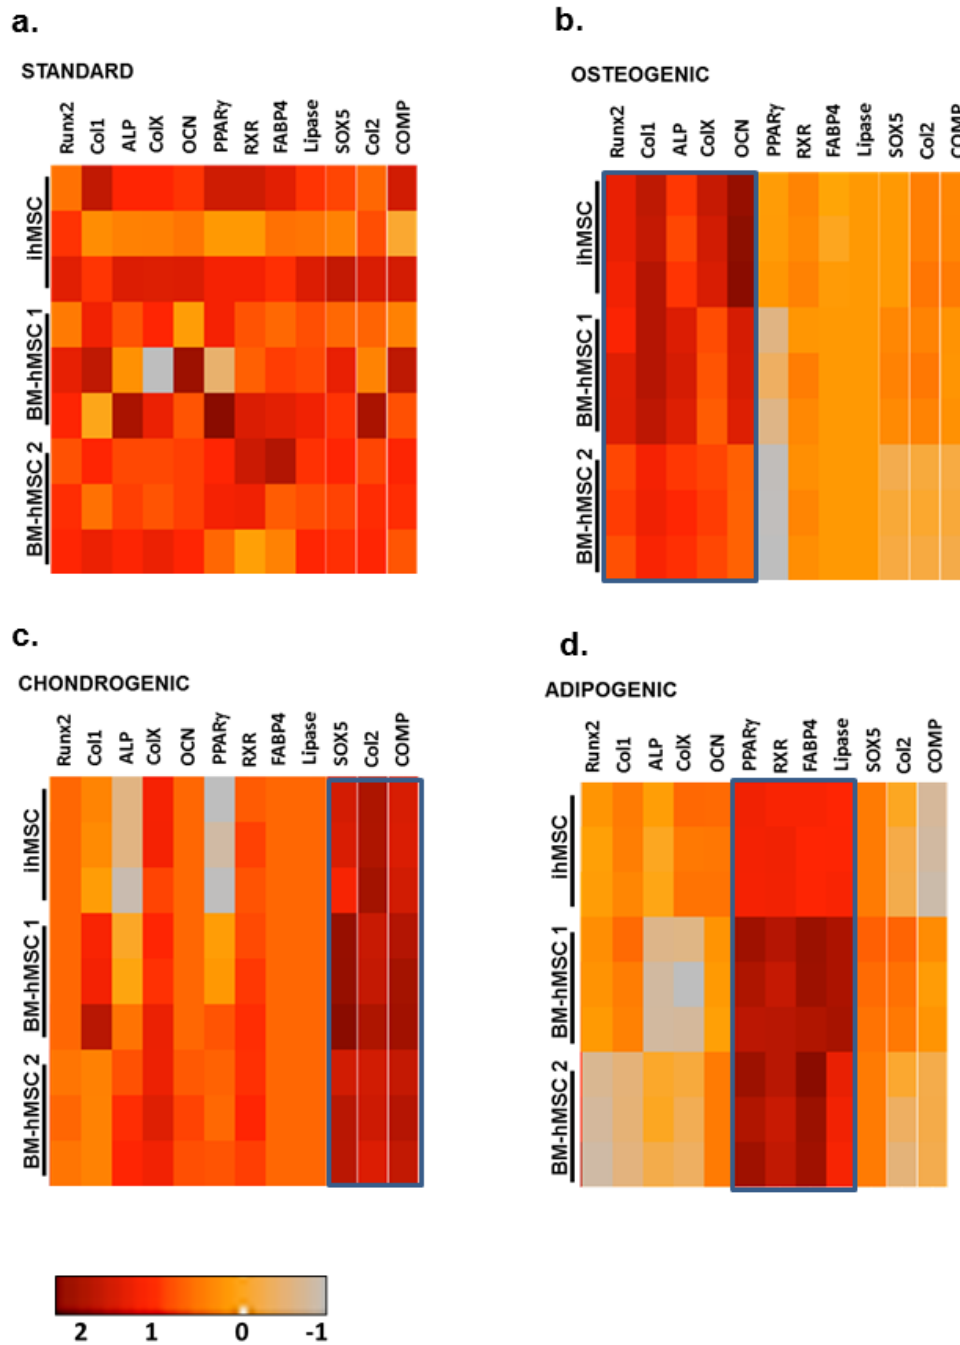 a.
STANDARD
Runx2 Col1 ALP ColX OCN PPARγ RXR FABP4 Lipase SOX5 Col2 COMP
ihMSC
BM-hMSC 1
BM-hMSC 2
b.
OSTEOGENIC
Runx2 Col1 ALP ColX OCN PPARγ RXR FABP4 Lipase SOX5 Col2 COMP
ihMSC
BM-hMSC 1
BM-hMSC 2
c.
CHONDROGENIC
Runx2 Col1 ALP ColX OCN PPARγ RXR FABP4 Lipase SOX5 Col2 COMP
ihMSC
BM-hMSC 1
BM-hMSC 2
d.
ADIPOGENIC
Runx2 Col1 ALP ColX OCN PPARγ RXR FABP4 Lipase SOX5 Col2 COMP
ihMSC
BM-hMSC 1
BM-hMSC 2
2 1 0 -1